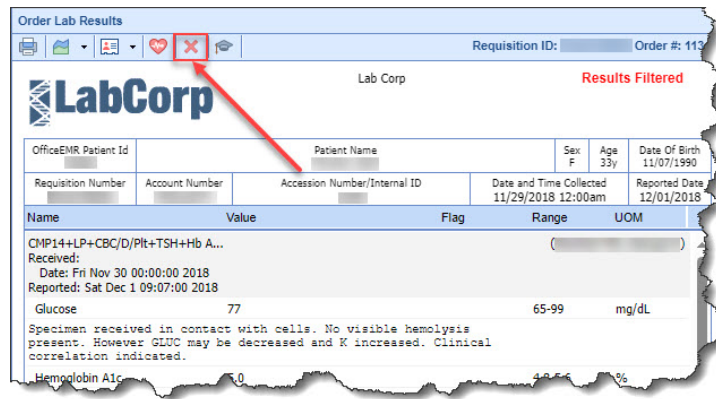 Order Lab Results
Requisition ID: Order #: 113
LabCorp
Lab Corp
Results Filtered
OfficeEMR Patient Id Patient Name Sex F Age 33y Date Of Birth 11/07/1990
Requisition Number Account Number Accession Number/Internal ID Date and Time Collected 11/29/2018 12:00am Reported Date 12/01/2018
Name Value Flag Range UOM
CMP14+LP+CBC/D/Plt+TSH+Hb A... ( )
Received:
Date: Fri Nov 30 00:00:00 2018
Reported: Sat Dec 1 09:07:00 2018
Glucose 77 65-99 mg/dL
Specimen received in contact with cells. No visible hemolysis
present. However GLUC may be decreased and K increased. Clinical
correlation indicated.
Hemoglobin A1c %